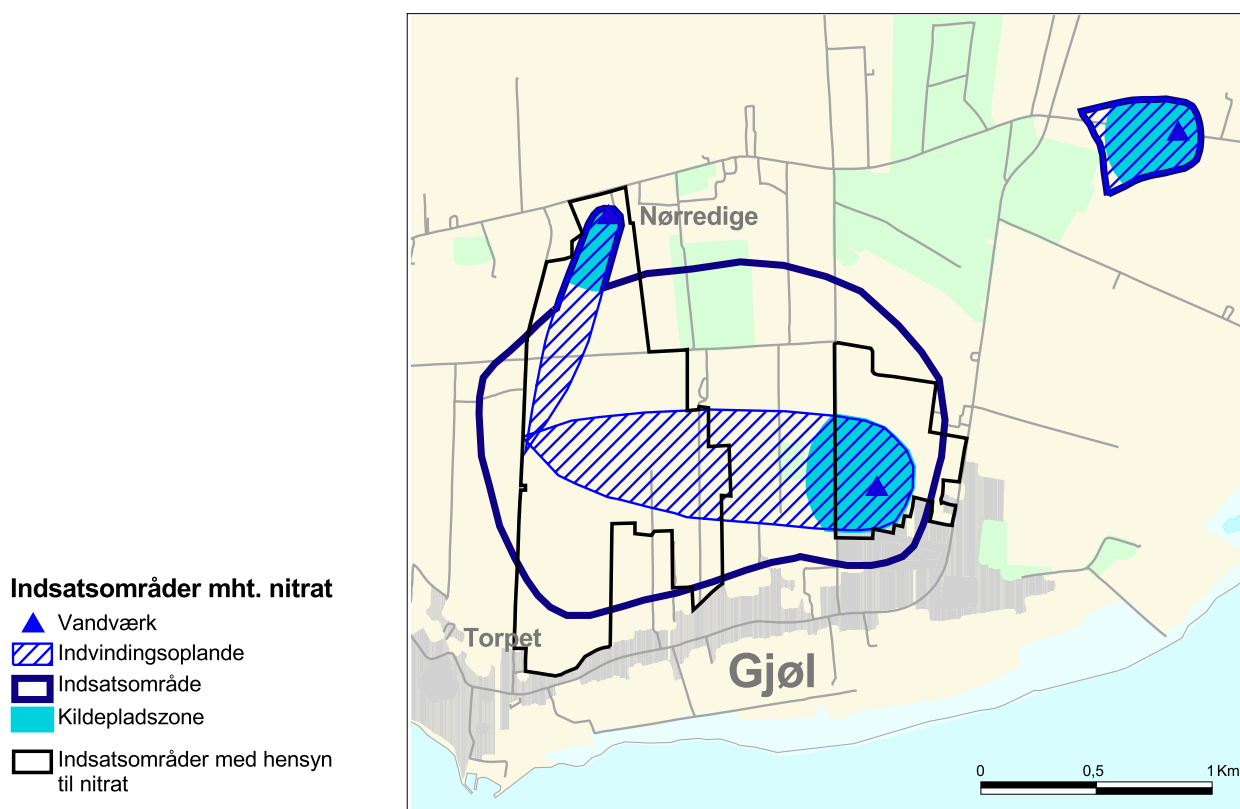 Nørredige
Indsatsområder mht. nitrat
Vandværk
Indvindingsoplande
Indsatsområde
Kildepladszone
Indsatsområder med hensyn
til nitrat
Torpet
Gjøl
0 0,5 1 Km